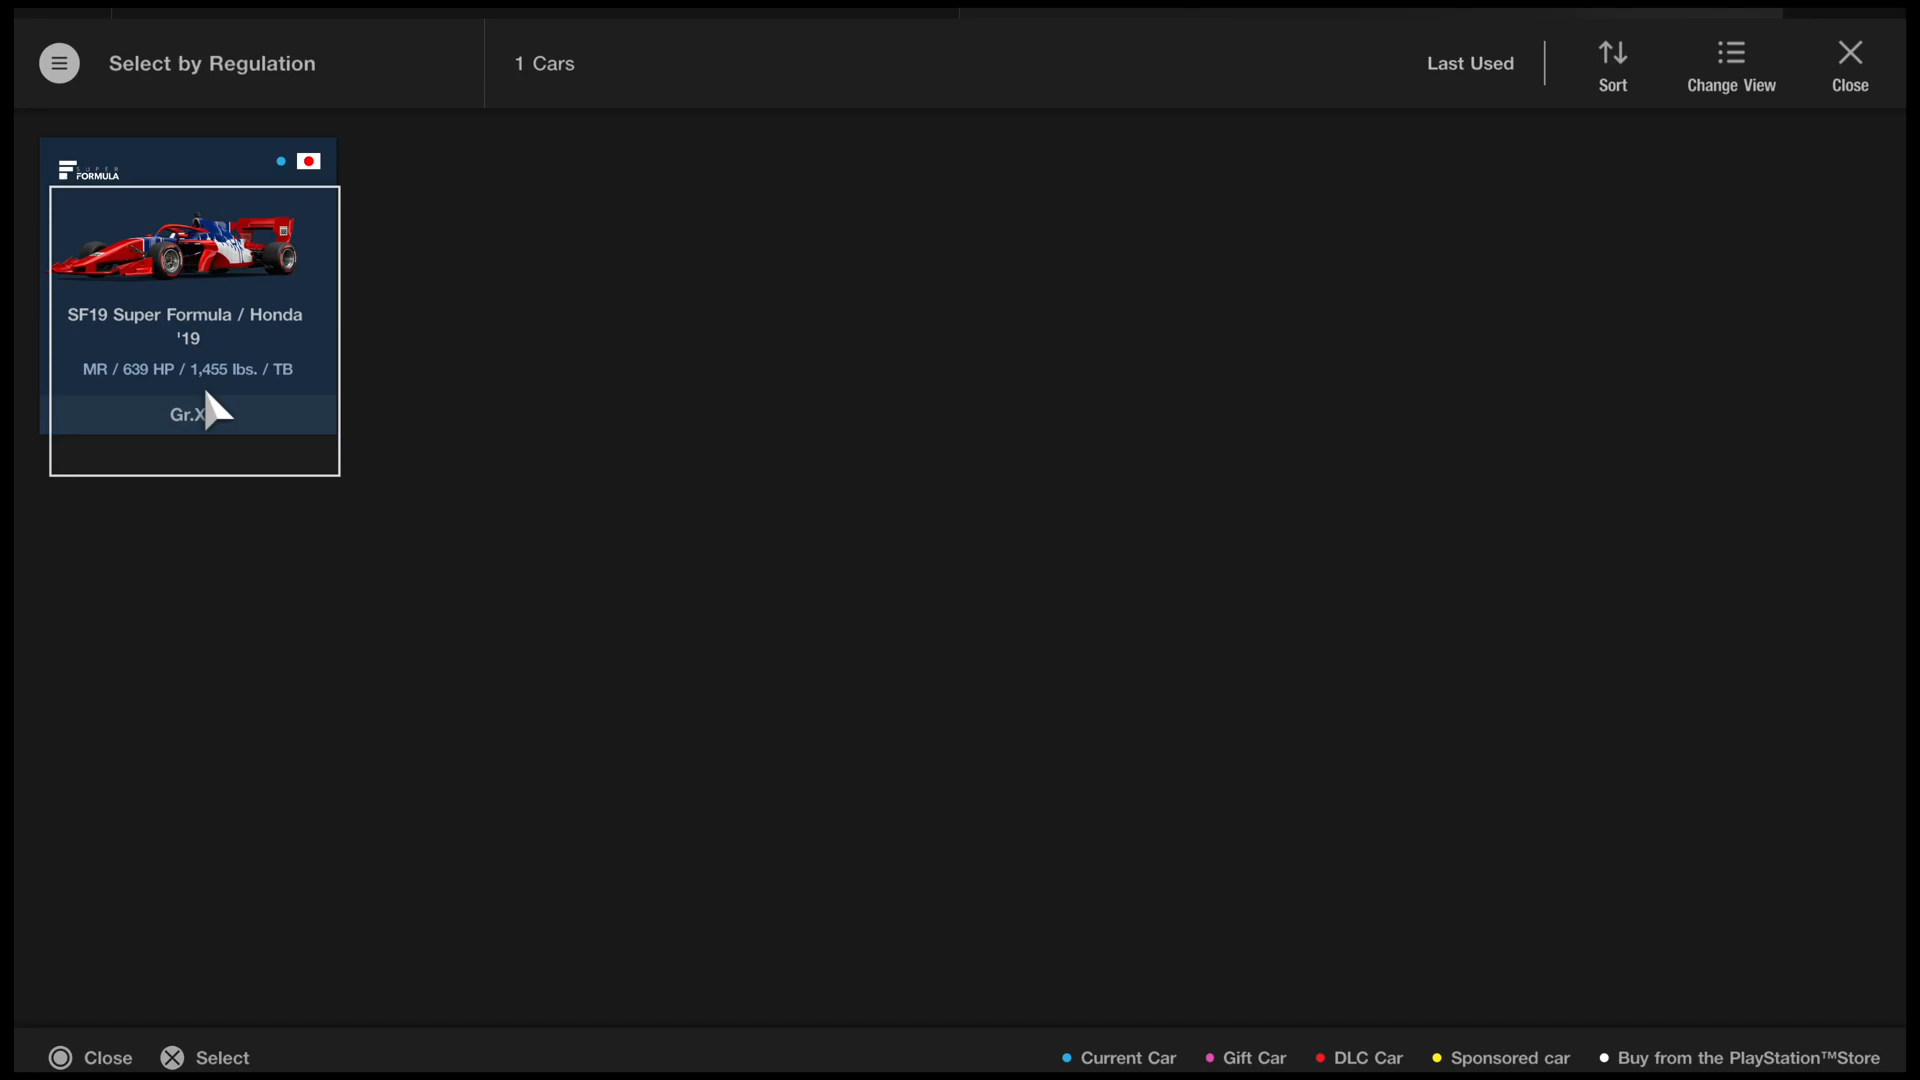 Select by Regulation
1 Cars
Last Used
Sort
Change View
Close
SUPER
FORMULA
SF19 Super Formula / Honda
'19
MR / 639 HP / 1,455 lbs. / TB
Gr.X
Close
Select
Current Car
Gift Car
DLC Car
Sponsored car
Buy from the PlayStation™Store